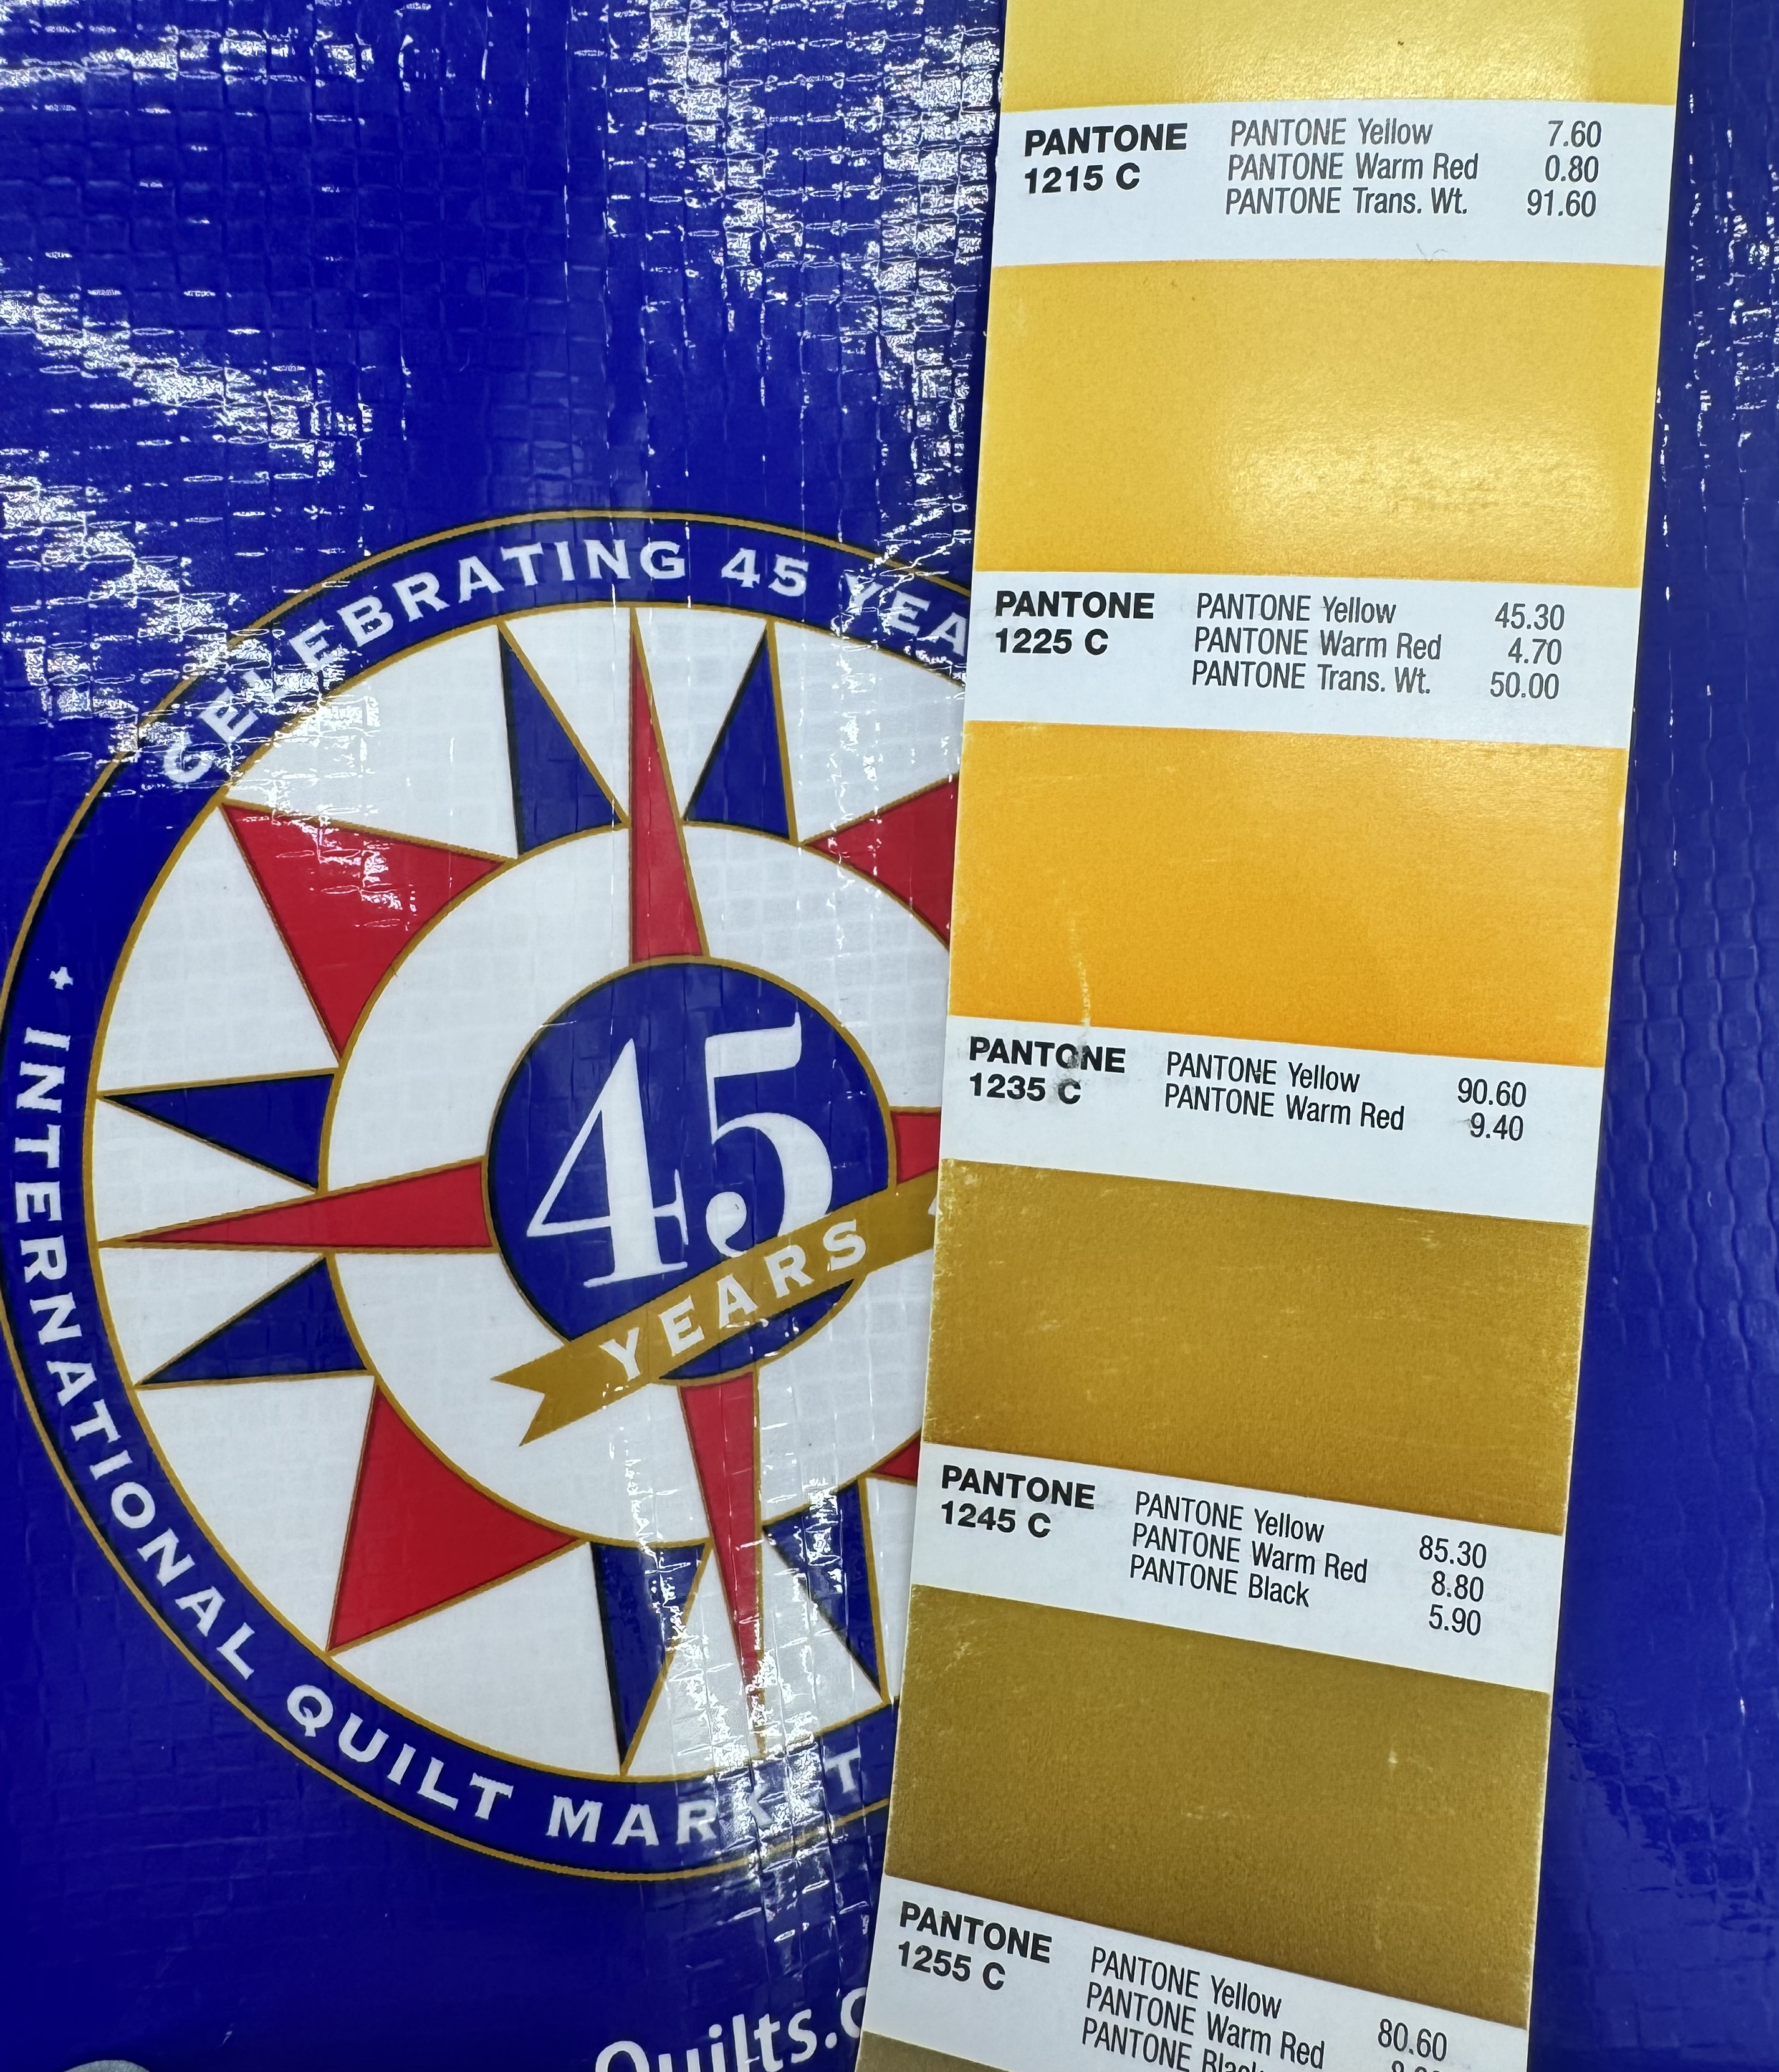 CELEBRATING 45
INTERNATIONAL QUILT MARKET
45
YEARS
PANTONE
1215 C
PANTONE Yellow 7.60
PANTONE Warm Red 0.80
PANTONE Trans. Wt. 91.60
PANTONE
1225 C
PANTONE Yellow 45.30
PANTONE Warm Red 4.70
PANTONE Trans. Wt. 50.00
PANTONE
1235 C
PANTONE Yellow 90.60
PANTONE Warm Red 9.40
PANTONE
1245 C
PANTONE Yellow 85.30
PANTONE Warm Red 8.80
PANTONE Black 5.90
PANTONE
1255 C
PANTONE Yellow 80.60
PANTONE Warm Red
PANTONE
Quilts.c